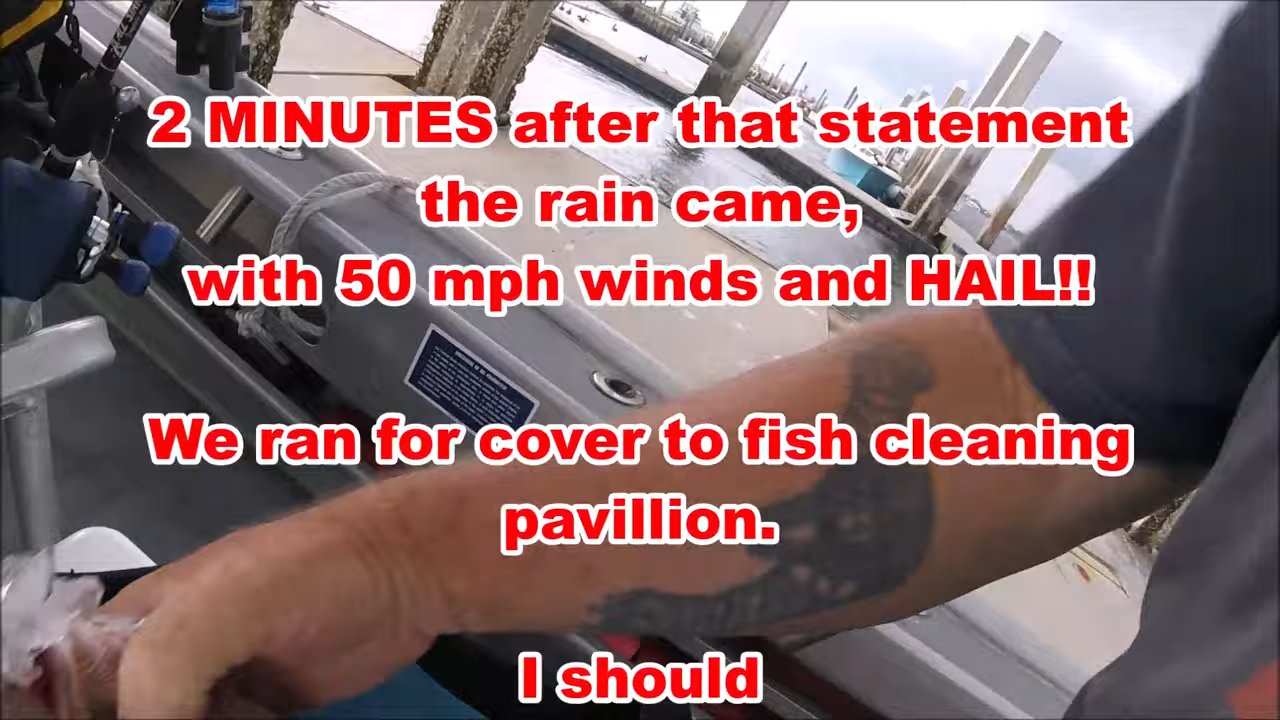 2 MINUTES after that statement
the rain came,
with 50 mph winds and HAIL!!
We ran for cover to fish cleaning
pavillion.
I should